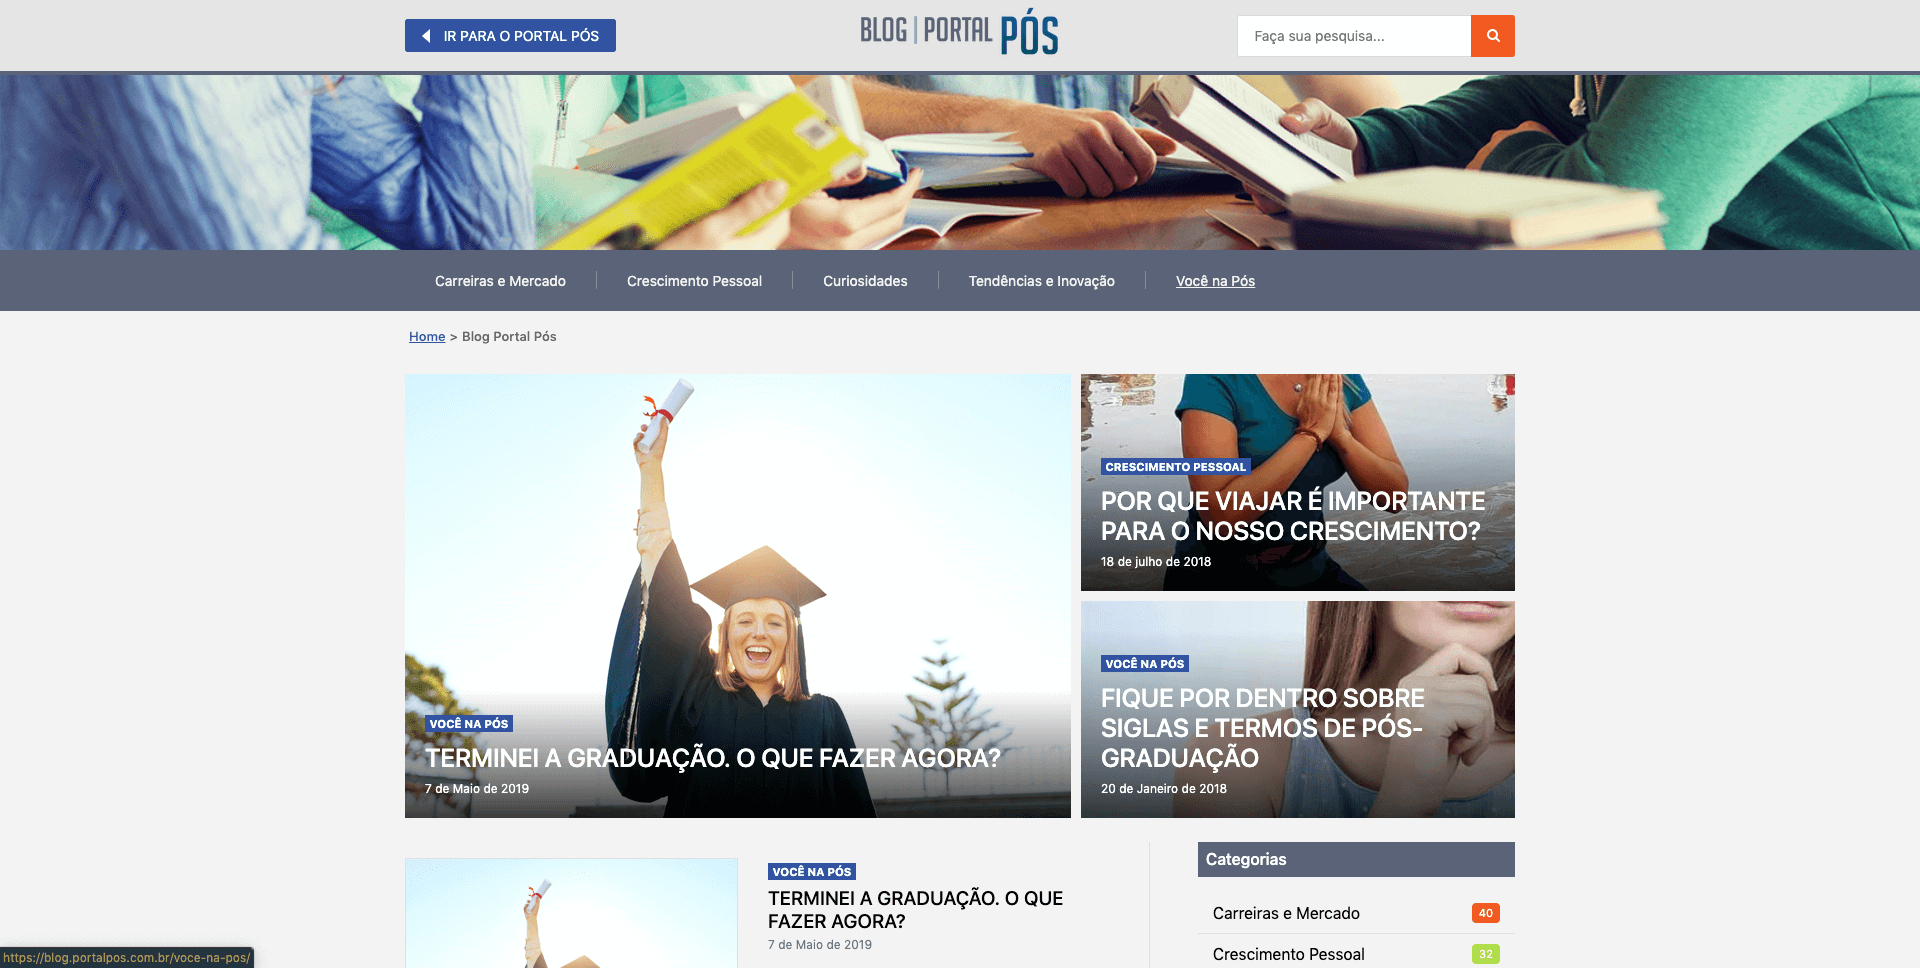 IR PARA O PORTAL PÓS
BLOG | PORTAL PÓS
Faça sua pesquisa...
Carreiras e Mercado
Crescimento Pessoal
Curiosidades
Tendências e Inovação
Você na Pós
Home > Blog Portal Pós
VOCÊ NA PÓS
TERMINEI A GRADUAÇÃO. O QUE FAZER AGORA?
7 de Maio de 2019
CRESCIMENTO PESSOAL
POR QUE VIAJAR É IMPORTANTE
PARA O NOSSO CRESCIMENTO?
18 de julho de 2018
VOCÊ NA PÓS
FIQUE POR DENTRO SOBRE
SIGLAS E TERMOS DE PÓS-
GRADUAÇÃO
20 de Janeiro de 2018
VOCÊ NA PÓS
TERMINEI A GRADUAÇÃO. O QUE
FAZER AGORA?
7 de Maio de 2019
Categorias
Carreiras e Mercado 40
Crescimento Pessoal 32
https://blog.portalpos.com.br/voce-na-pos/